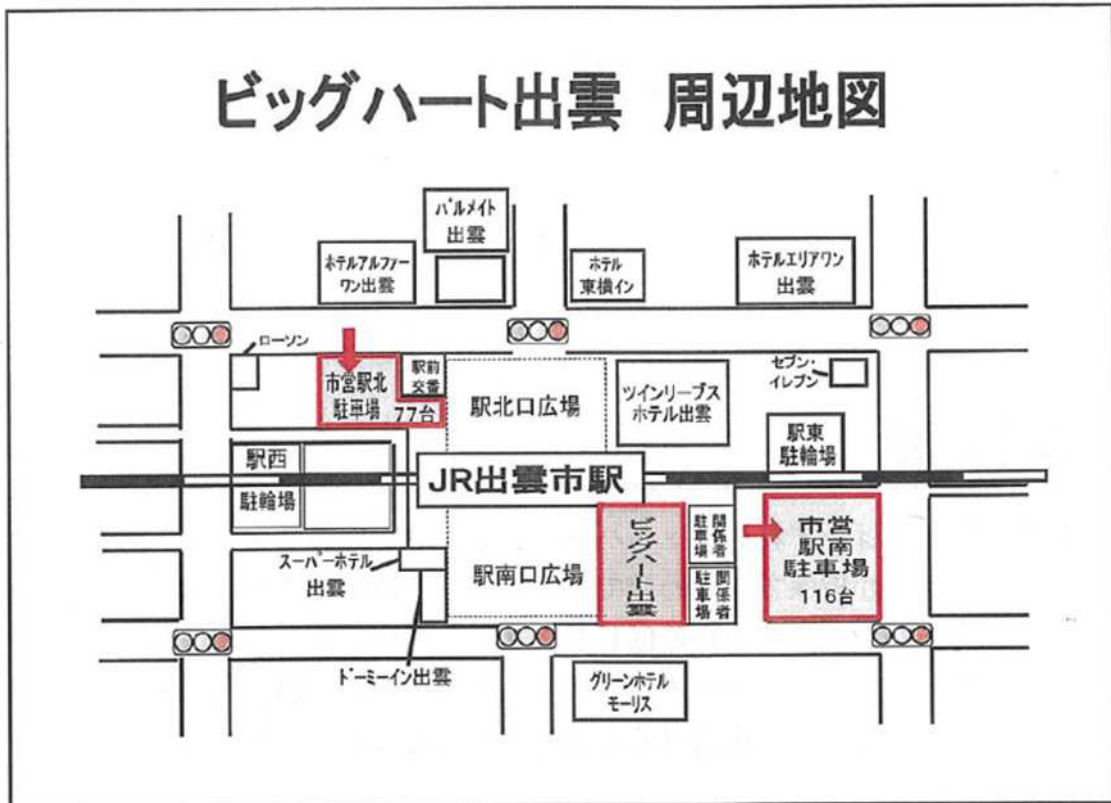 ビッグハート出雲 周辺地図
パルメイト
出雲
ホテルアルファー
ワン出雲
ホテル
東横イン
ホテルエリアワン
出雲
ローソン
市営駅北
駐車場 77台
駅前
交番
駅北口広場
ツインリーブス
ホテル出雲
セブン・
イレブン
駅東
駐輪場
駅西
駐輪場
JR出雲市駅
スーパーホテル
出雲
駅南口広場
ビッグハート出雲
関係者
駐車場
関係者
駐車場
市営
駅南
駐車場
116台
ドーミーイン出雲
グリーンホテル
モーリス